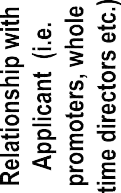 Relationship with
Applicant (i.e.
promoters, whole
time directors etc.)